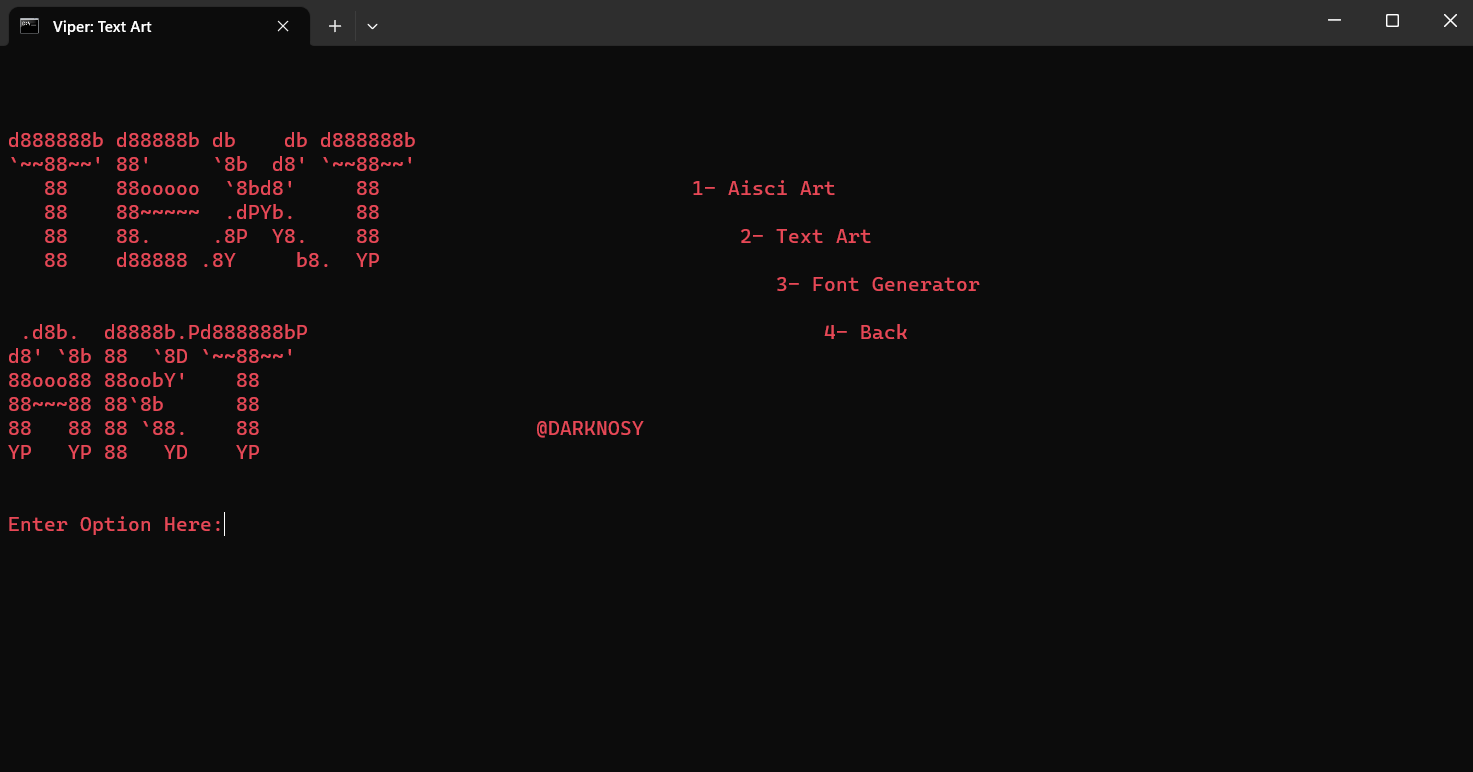 Viper: Text Art
d888888b d88888b db    db d888888b
`~~88~~' 88'     `8b  d8' `~~88~~'
   88    88ooooo  `8bd8'     88                          1- Aisci Art
   88    88~~~~~  .dPYb.     88
   88    88.     .8P  Y8.    88                              2- Text Art
   88    d88888 .8Y     b8.  YP
                                                                3- Font Generator
 .d8b.  d8888b.Pd888888bP                                           4- Back
d8' `8b 88  `8D `~~88~~'
88ooo88 88oobY'    88
88~~~88 88`8b      88
88   88 88 `88.    88                       @DARKNOSY
YP   YP 88   YD    YP
Enter Option Here: